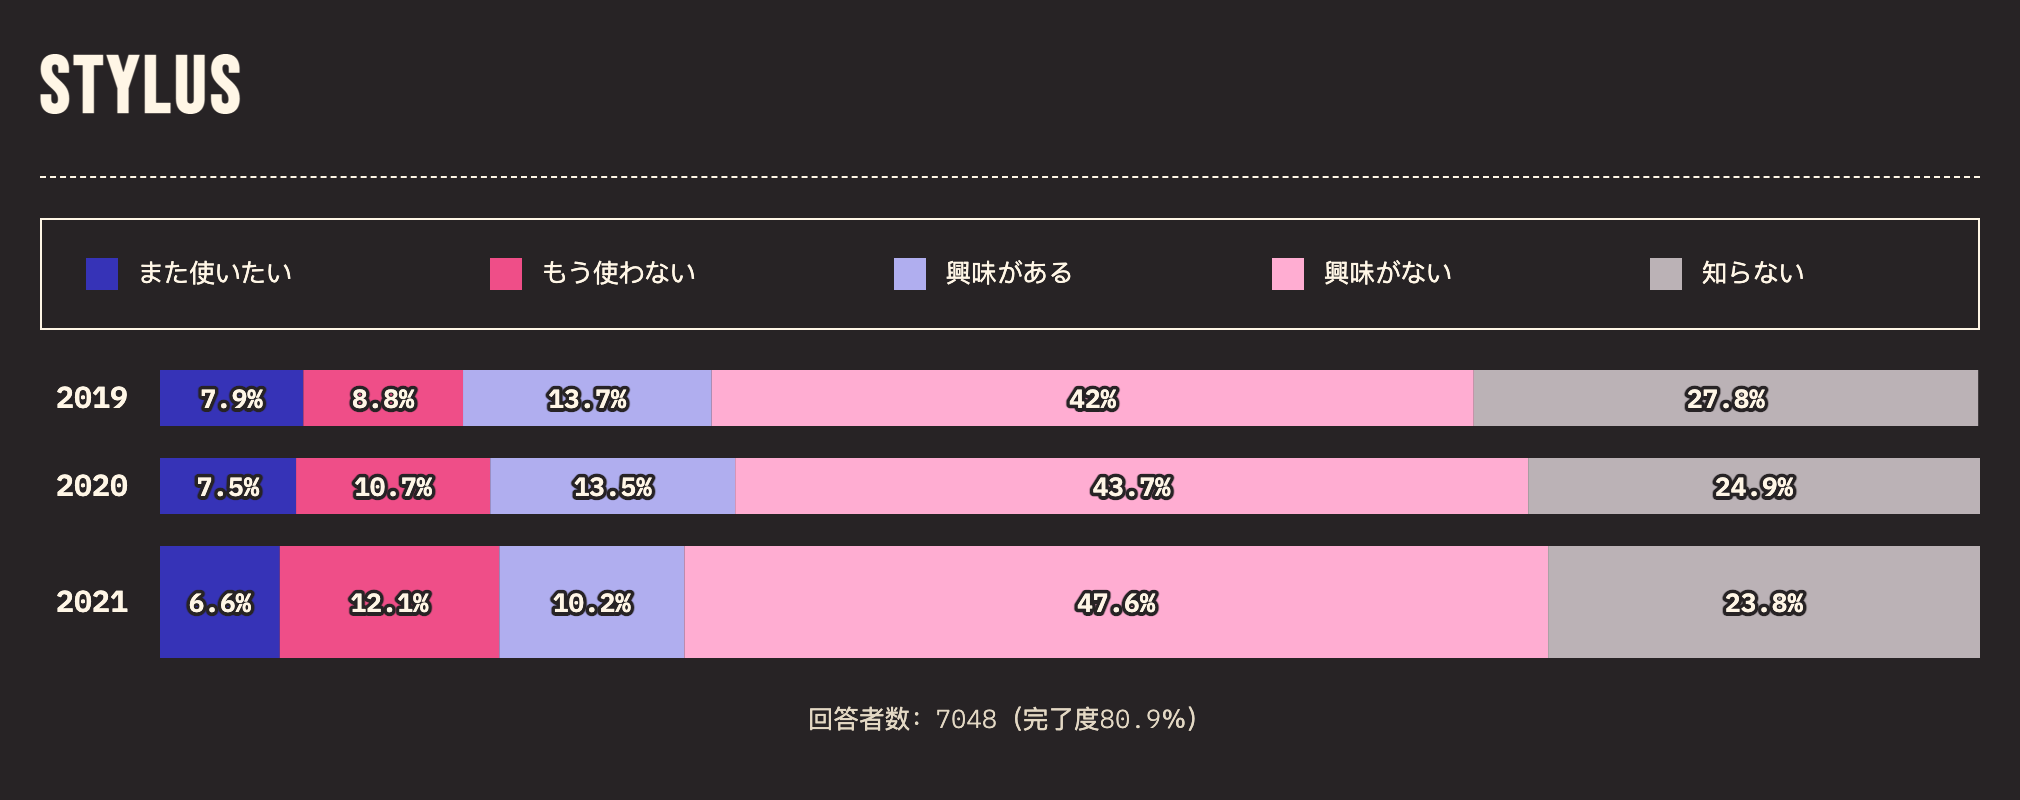 STYLUS
また使いたい もう使わない 興味がある 興味がない 知らない
2019 7.9% 8.8% 13.7% 42% 27.8%
2020 7.5% 10.7% 13.5% 43.7% 24.9%
2021 6.6% 12.1% 10.2% 47.6% 23.8%
回答者数: 7048 (完了度80.9%)